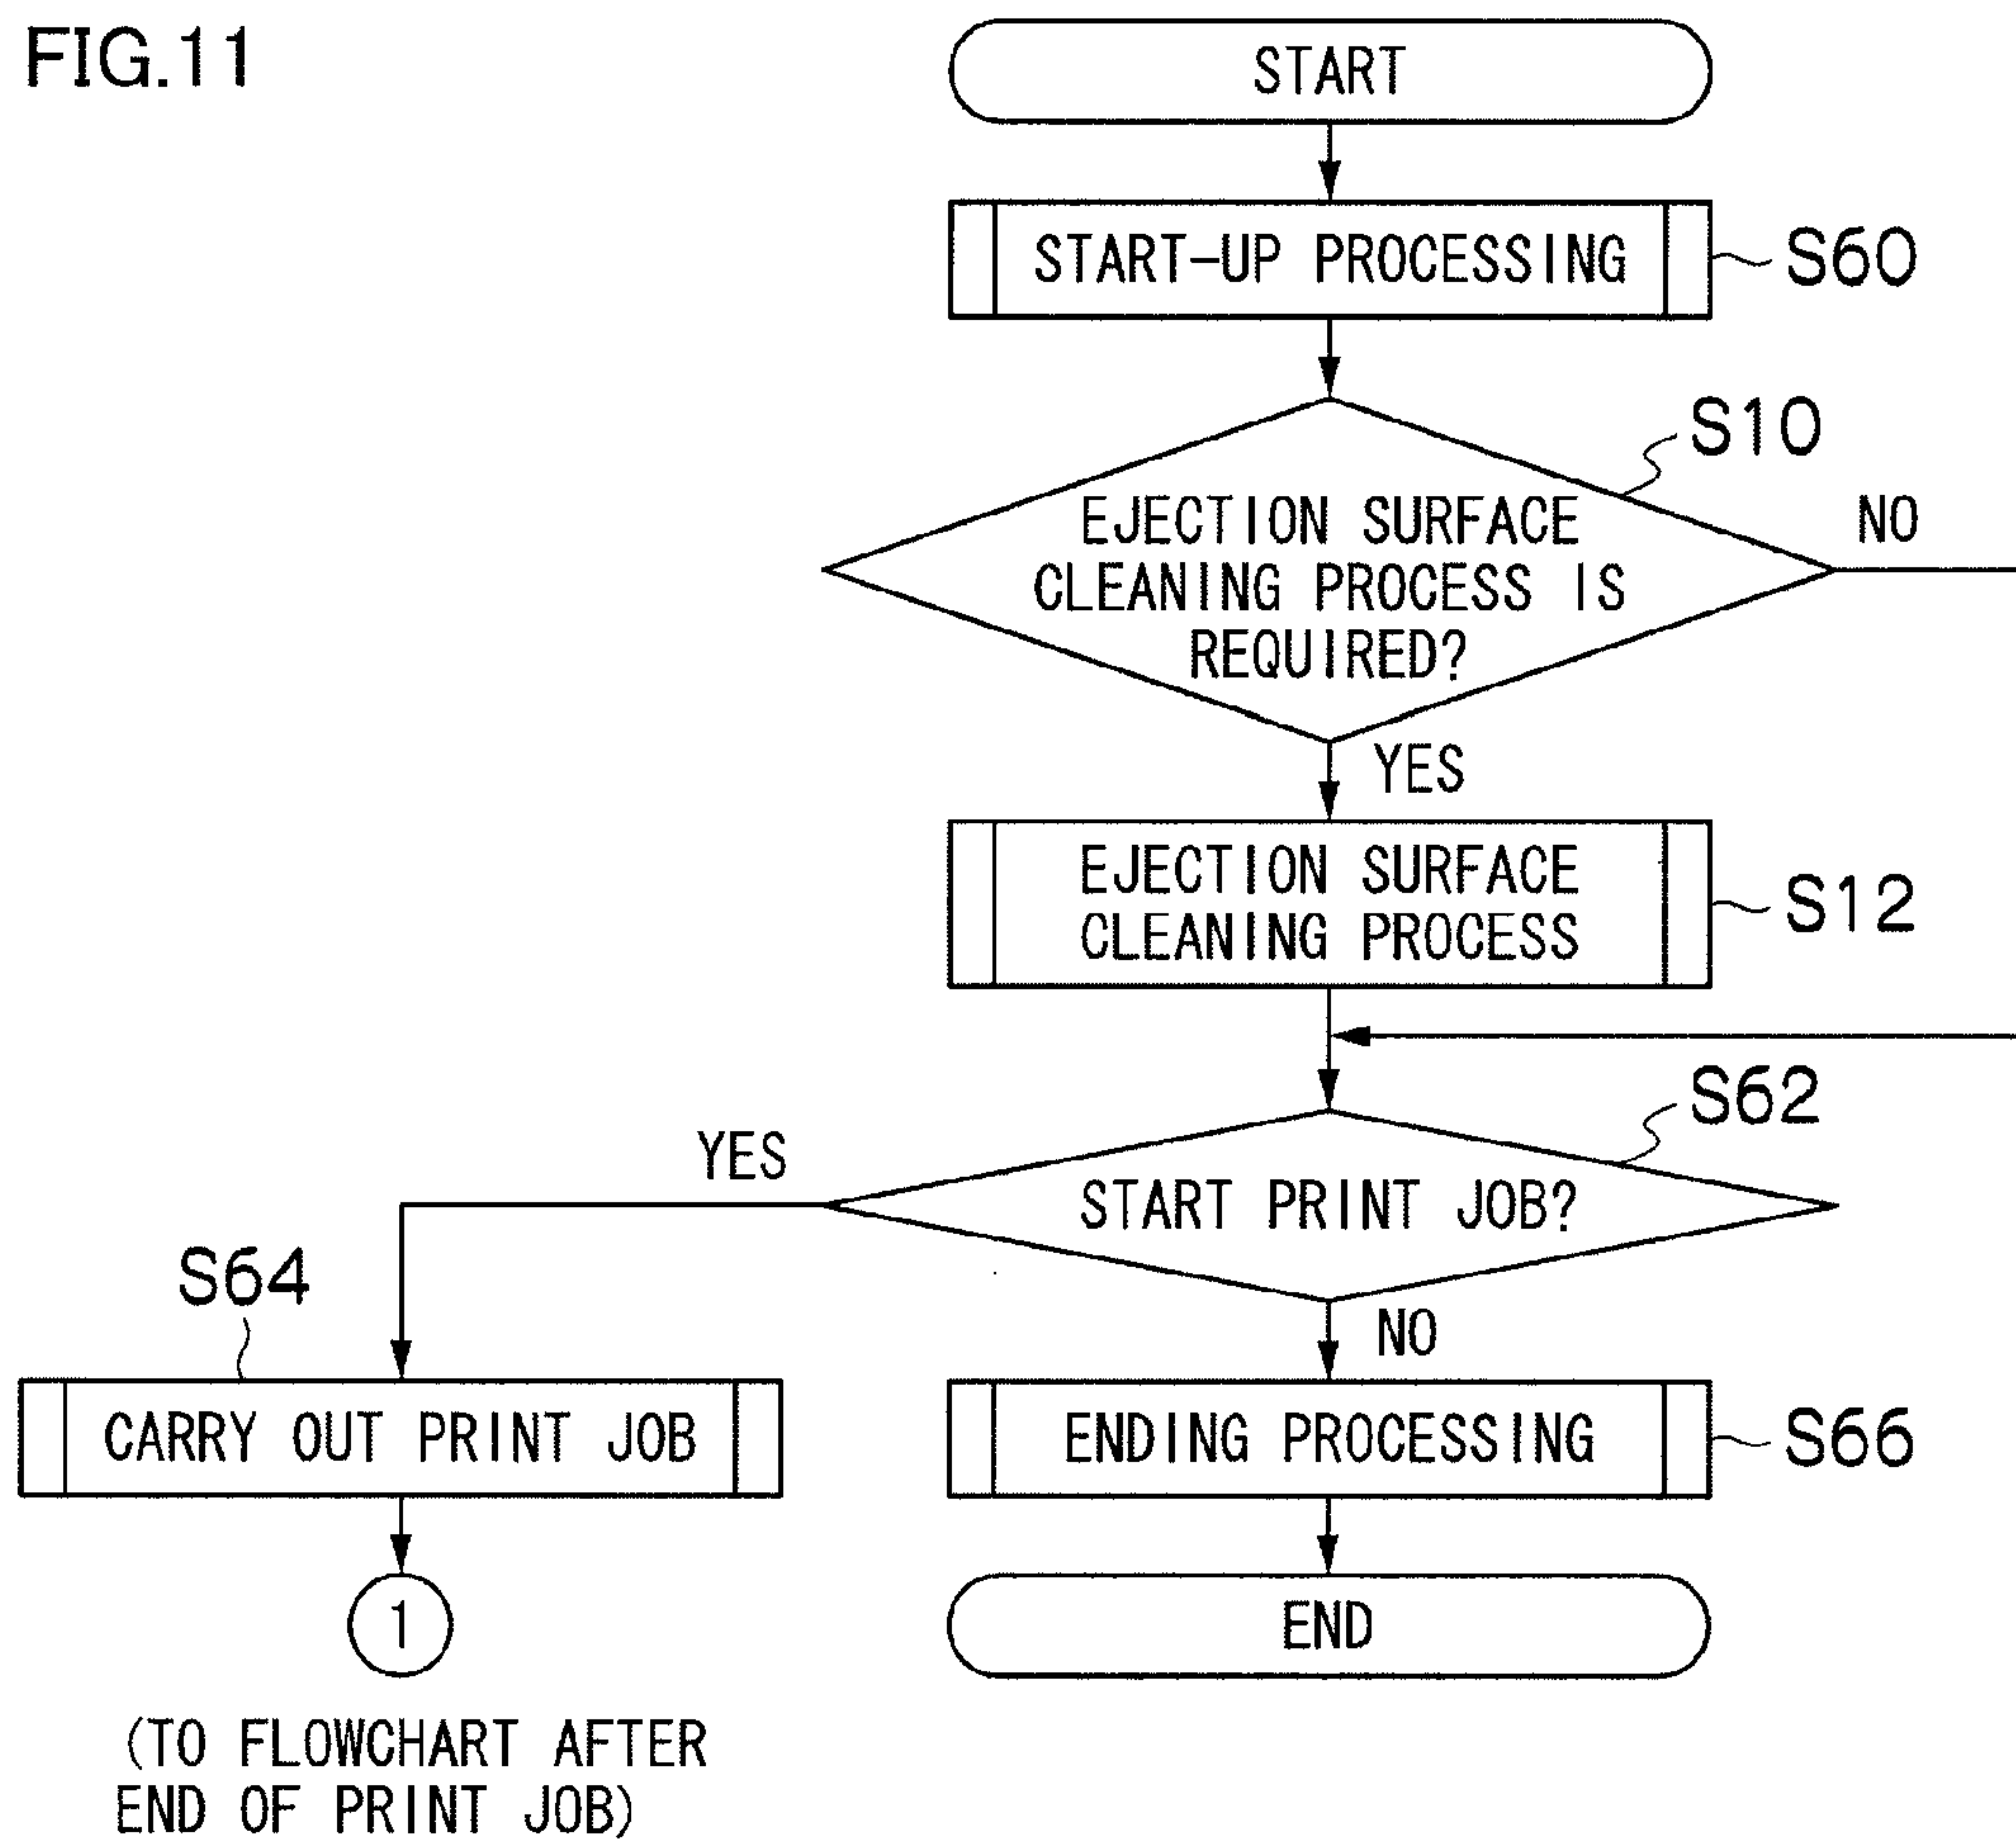 FIG.11
START
START-UP PROCESSING
S60
S10
EJECTION SURFACE
CLEANING PROCESS IS
REQUIRED?
NO
YES
EJECTION SURFACE
CLEANING PROCESS
S12
S62
YES
START PRINT JOB?
S64
NO
CARRY OUT PRINT JOB
ENDING PROCESSING
S66
1
END
(TO FLOWCHART AFTER
END OF PRINT JOB)